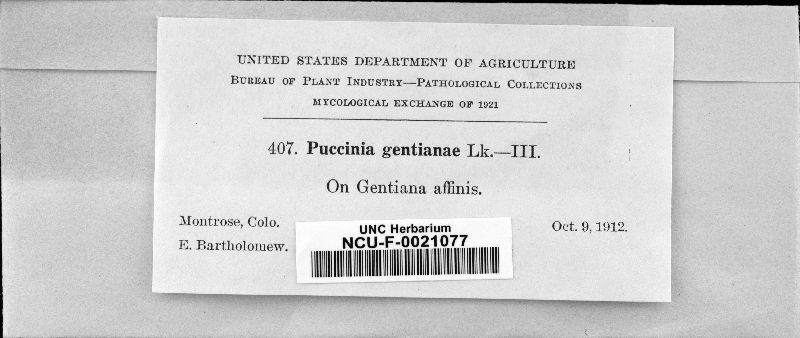 UNITED STATES DEPARTMENT OF AGRICULTURE
BUREAU OF PLANT INDUSTRY—PATHOLOGICAL COLLECTIONS
MYCOLOGICAL EXCHANGE OF 1921
407. Puccinia gentianae Lk.—III.
On Gentiana affinis.
Montrose, Colo.
E. Bartholomew.
Oct. 9, 1912.
UNC Herbarium
NCU-F-0021077